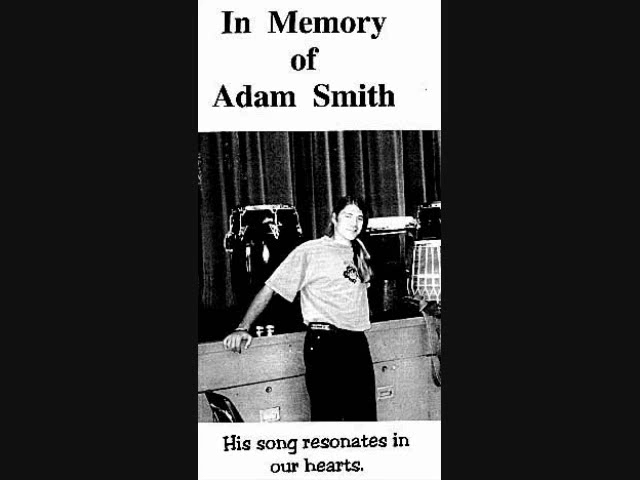 In Memory
of
Adam Smith
His song resonates in
our hearts.